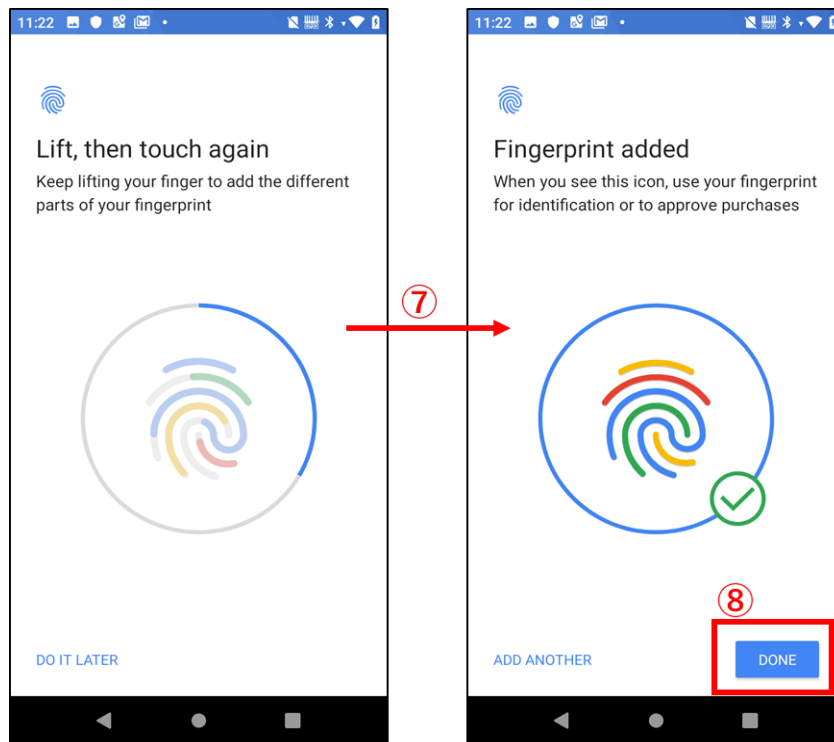 11:22
Lift, then touch again
Keep lifting your finger to add the different
parts of your fingerprint
DO IT LATER
⑦
11:22
Fingerprint added
When you see this icon, use your fingerprint
for identification or to approve purchases
⑧
ADD ANOTHER
DONE